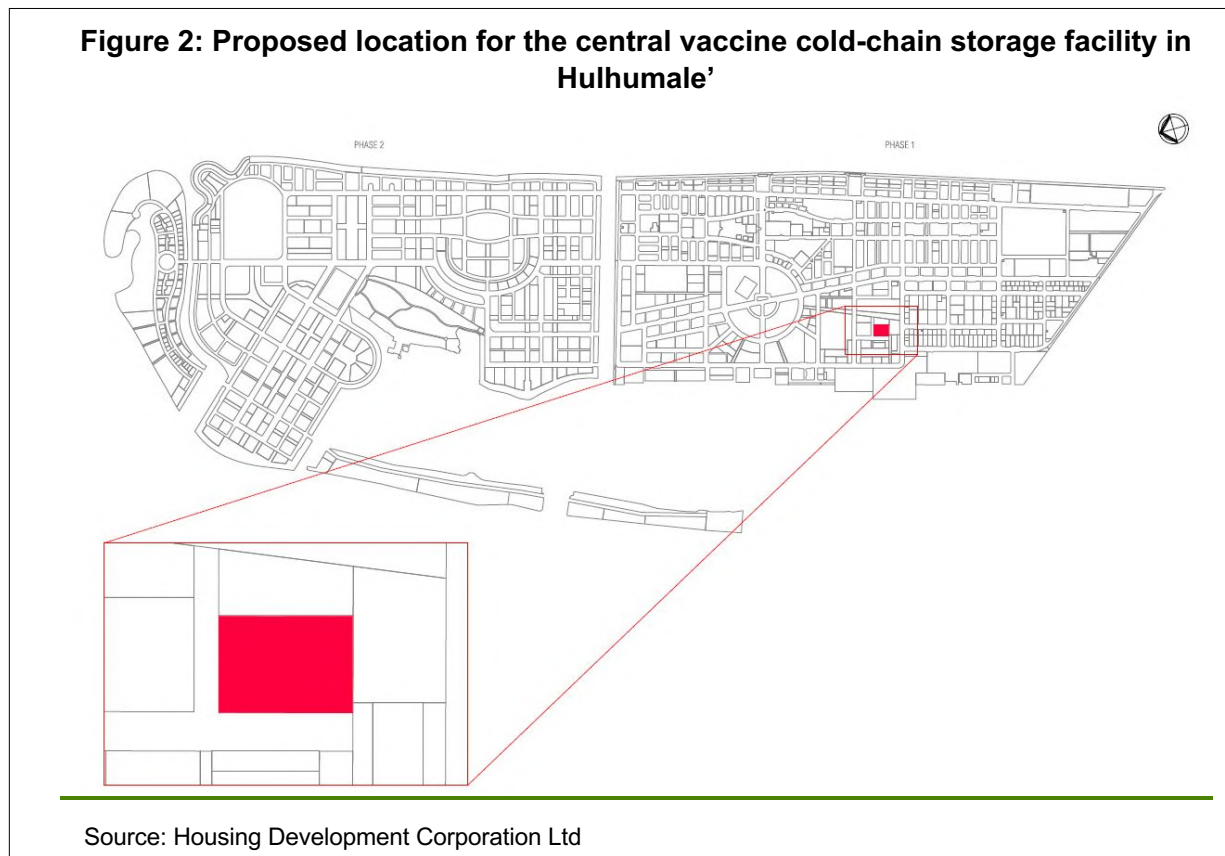 Figure 2: Proposed location for the central vaccine cold-chain storage facility in
Hulhumale’
PHASE 2
PHASE 1
Source: Housing Development Corporation Ltd